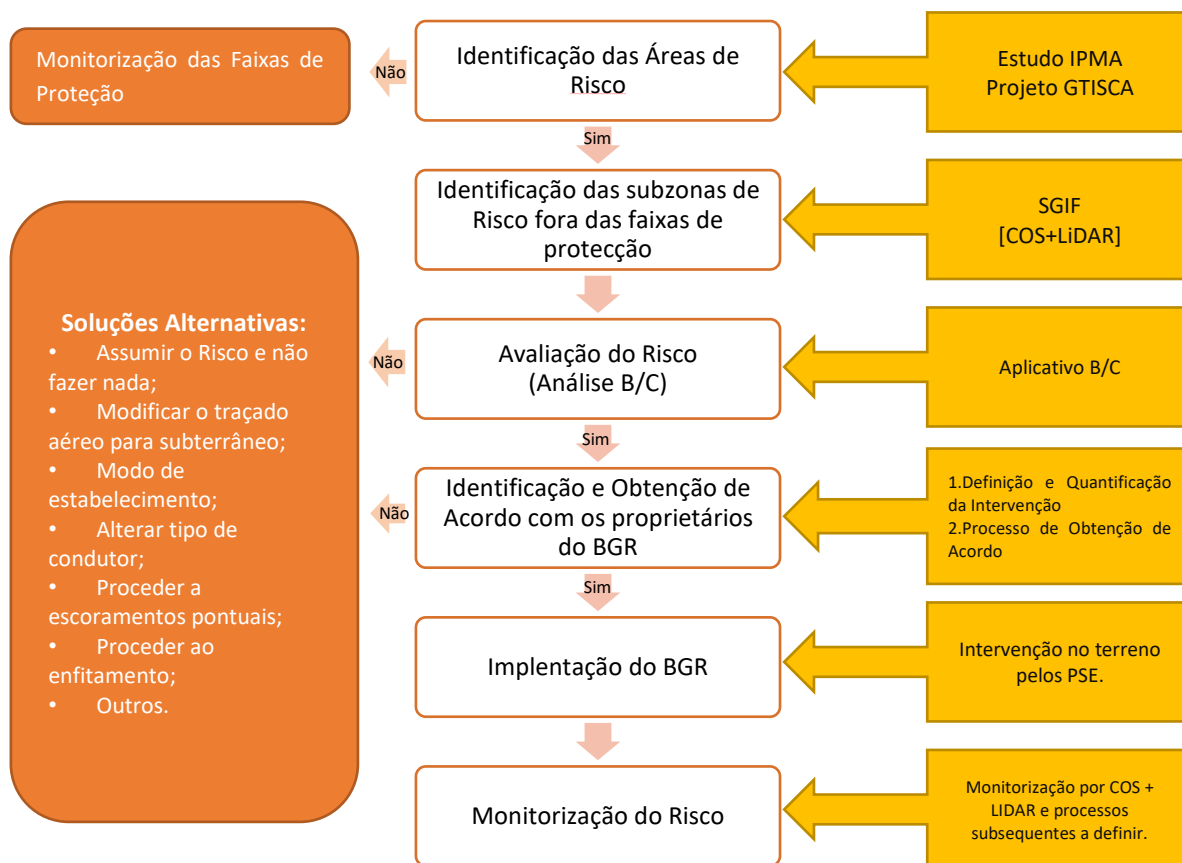 Monitorização das Faixas de
Proteção
Não
Identificação das Áreas de
Risco
Estudo IPMA
Projeto GTISCA
Sim
Identificação das subzonas de
Risco fora das faixas de
protecção
SGIF
[COS+LiDAR]
Soluções Alternativas:
• Assumir o Risco e não
fazer nada;
• Modificar o traçado
aéreo para subterrâneo;
• Modo de
estabelecimento;
• Alterar tipo de
condutor;
• Proceder a
escoramentos pontuais;
• Proceder ao
enfitamento;
• Outros.
Não
Avaliação do Risco
(Análise B/C)
Aplicativo B/C
Sim
Não
Identificação e Obtenção de
Acordo com os proprietários
do BGR
1.Definição e Quantificação
da Intervenção
2.Processo de Obtenção de
Acordo
Sim
Implentação do BGR
Intervenção no terreno
pelos PSE.
Monitorização do Risco
Monitorização por COS +
LIDAR e processos
subsequentes a definir.